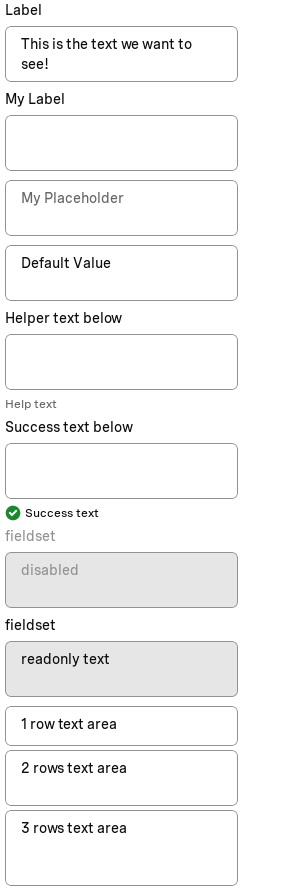 Label
This is the text we want to
see!
My Label
My Placeholder
Default Value
Helper text below
Help text
Success text below
Success text
fieldset
disabled
fieldset
readonly text
1 row text area
2 rows text area
3 rows text area